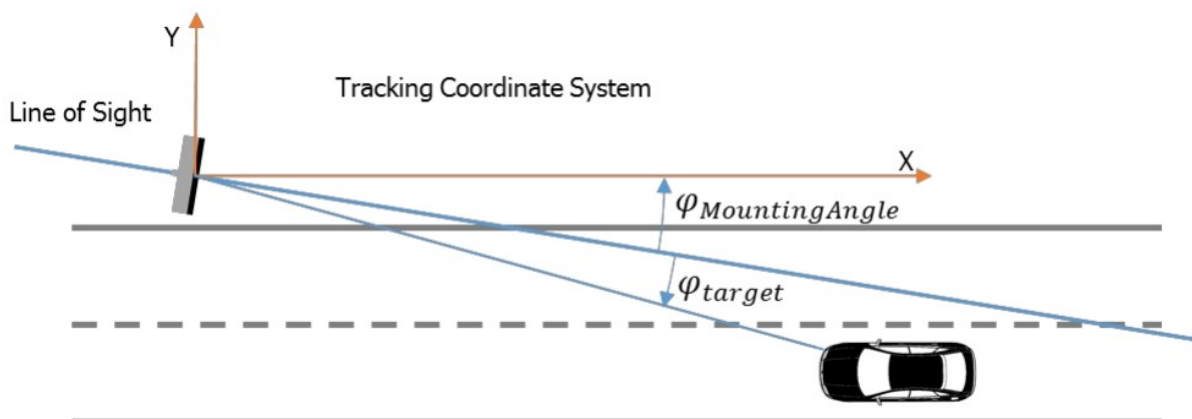 Y
Tracking Coordinate System
Line of Sight
X
φMountingAngle
φtarget